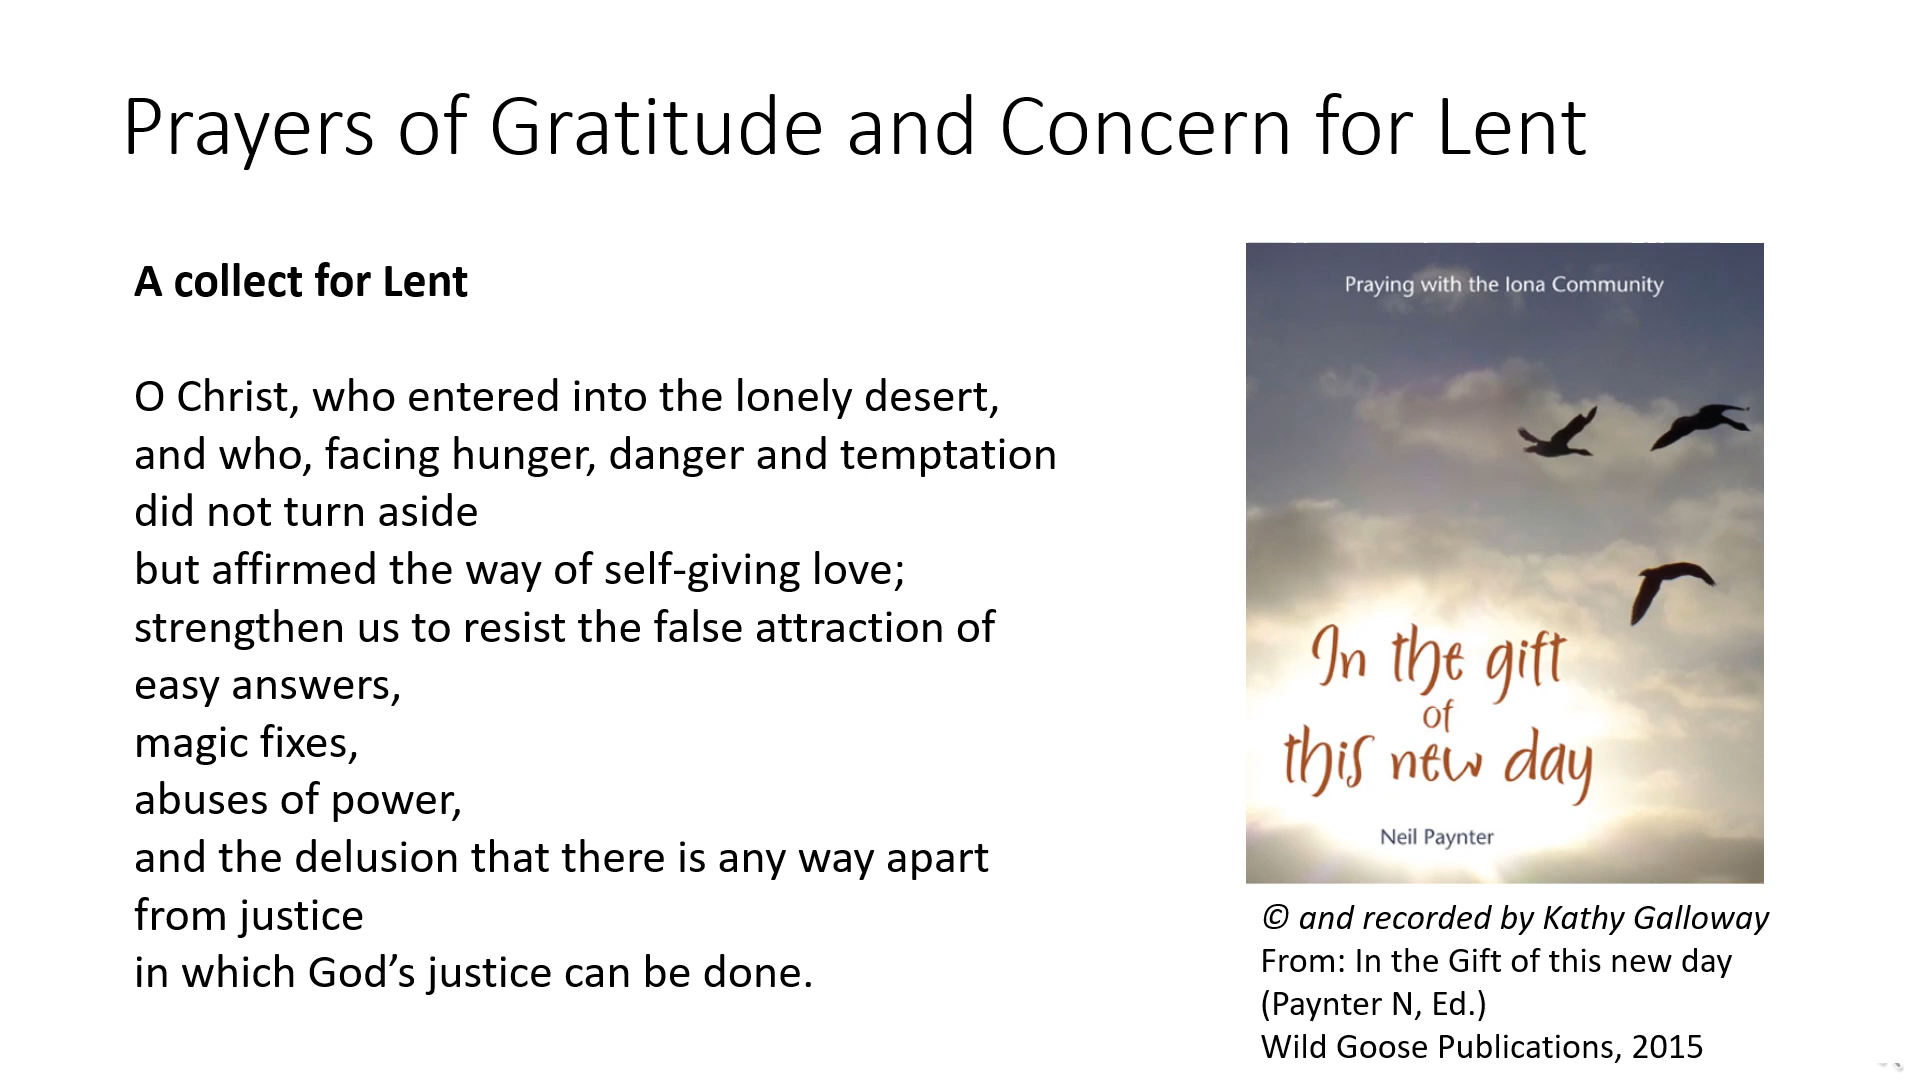 Prayers of Gratitude and Concern for Lent
A collect for Lent
O Christ, who entered into the lonely desert,
and who, facing hunger, danger and temptation
did not turn aside
but affirmed the way of self-giving love;
strengthen us to resist the false attraction of
easy answers,
magic fixes,
abuses of power,
and the delusion that there is any way apart
from justice
in which God’s justice can be done.
Praying with the Iona Community
In the gift
of
this new day
Neil Paynter
© and recorded by Kathy Galloway
From: In the Gift of this new day
(Paynter N, Ed.)
Wild Goose Publications, 2015